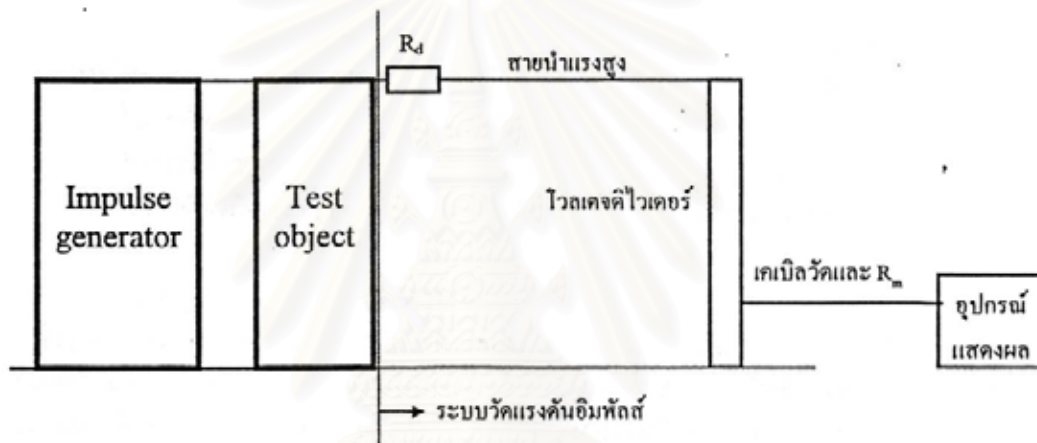 R_d
สายนำแรงสูง
Impulse
generator
Test
object
โวลเตจดิไวเดอร์
เคเบิลวัดและ R_m
อุปกรณ์
แสดงผล
ระบบวัดแรงดันอิมพัลส์